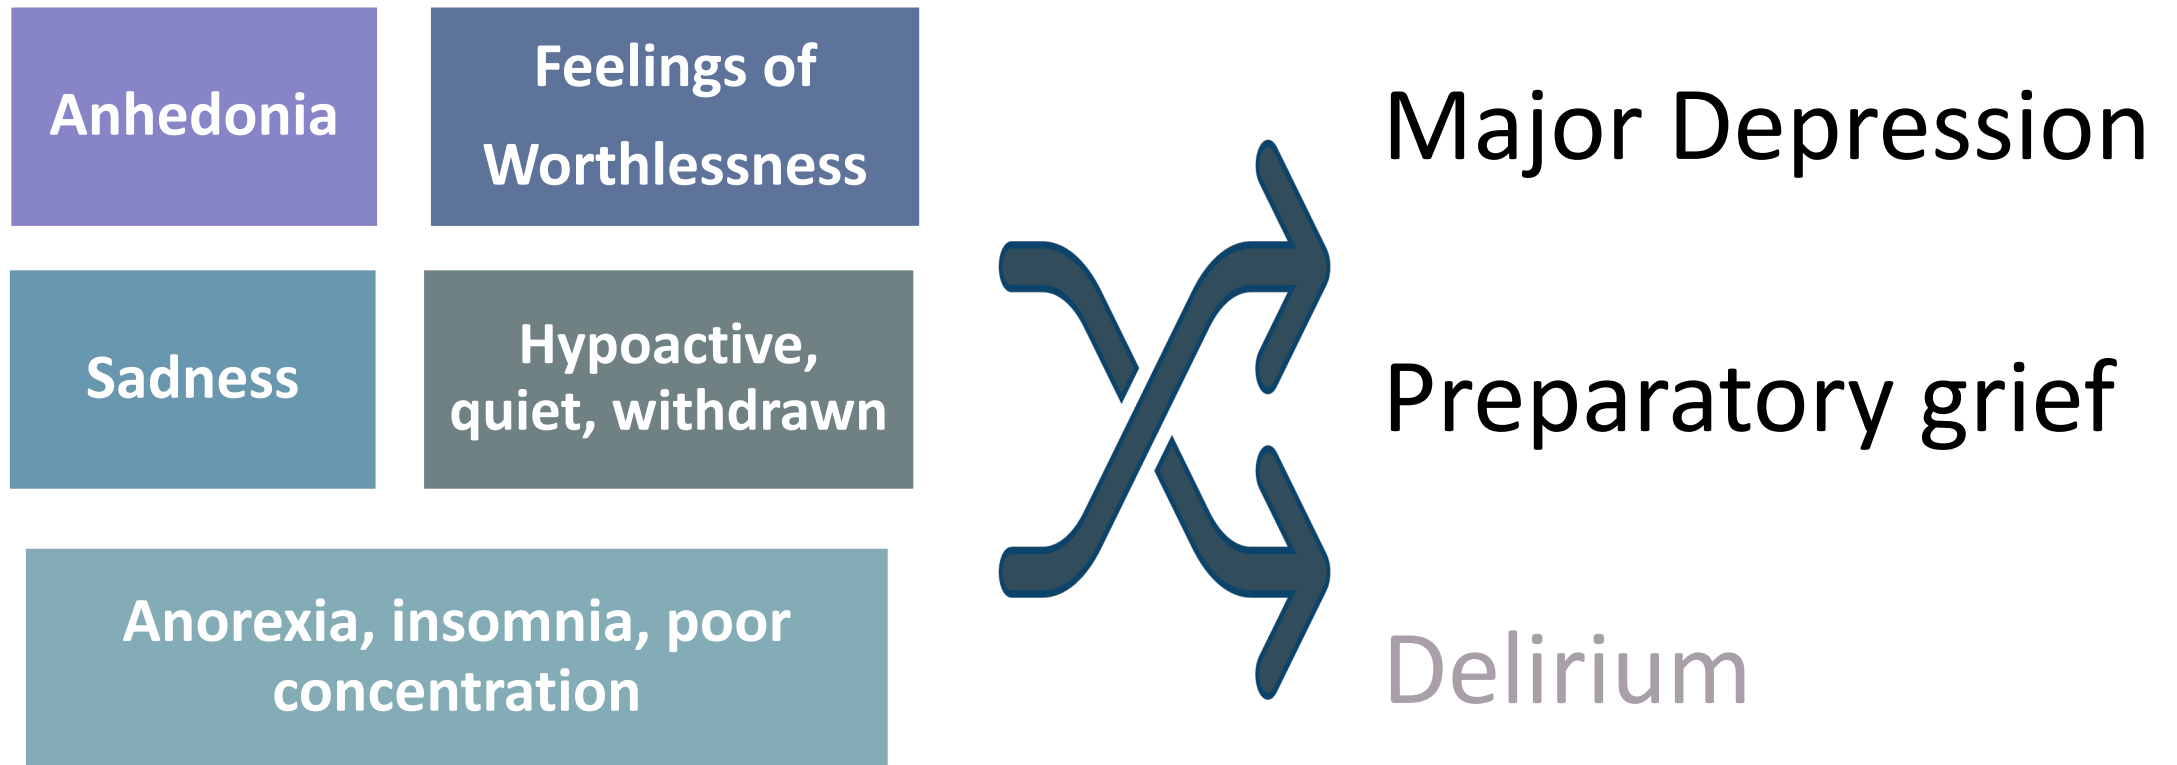 Anhedonia
Feelings of
Worthlessness
Sadness
Hypoactive,
quiet, withdrawn
Anorexia, insomnia, poor
concentration
Major Depression
Preparatory grief
Delirium